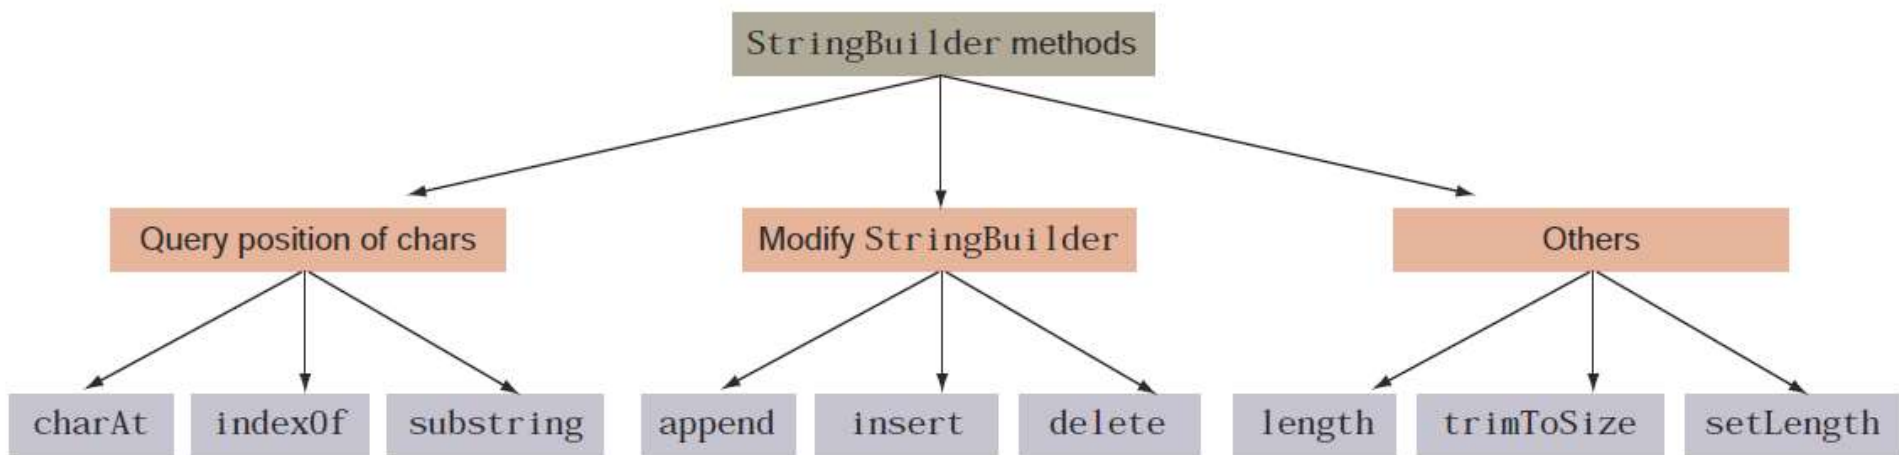 StringBuilder methods
Query position of chars
Modify StringBuilder
Others
charAt
indexOf
substring
append
insert
delete
length
trimToSize
setLength